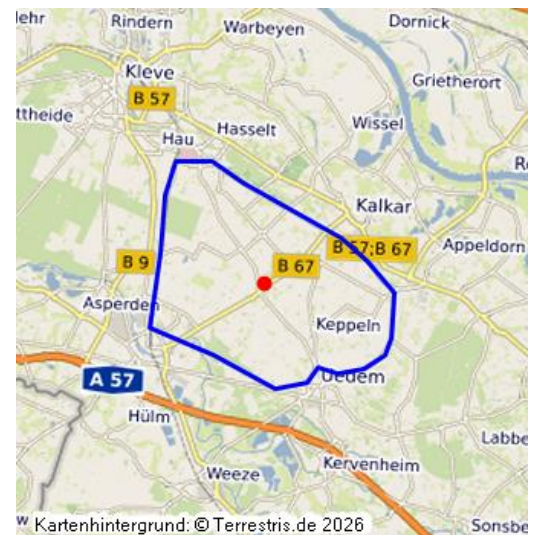 lehr
Rindern
Warbeyen
Dornick
Kleve
Grietherort
B 57
ttheide
Wissel
Hasselt
Hau
R
Kalkar
B 57;B 67
Appeldorn
B 9
B 67
Asperden
Keppeln
A 57
Uedem
Hülm
Labbe
Kervenheim
Weeze
w
Kartenhintergrund: © Terrestris.de 2026
Sonsbe